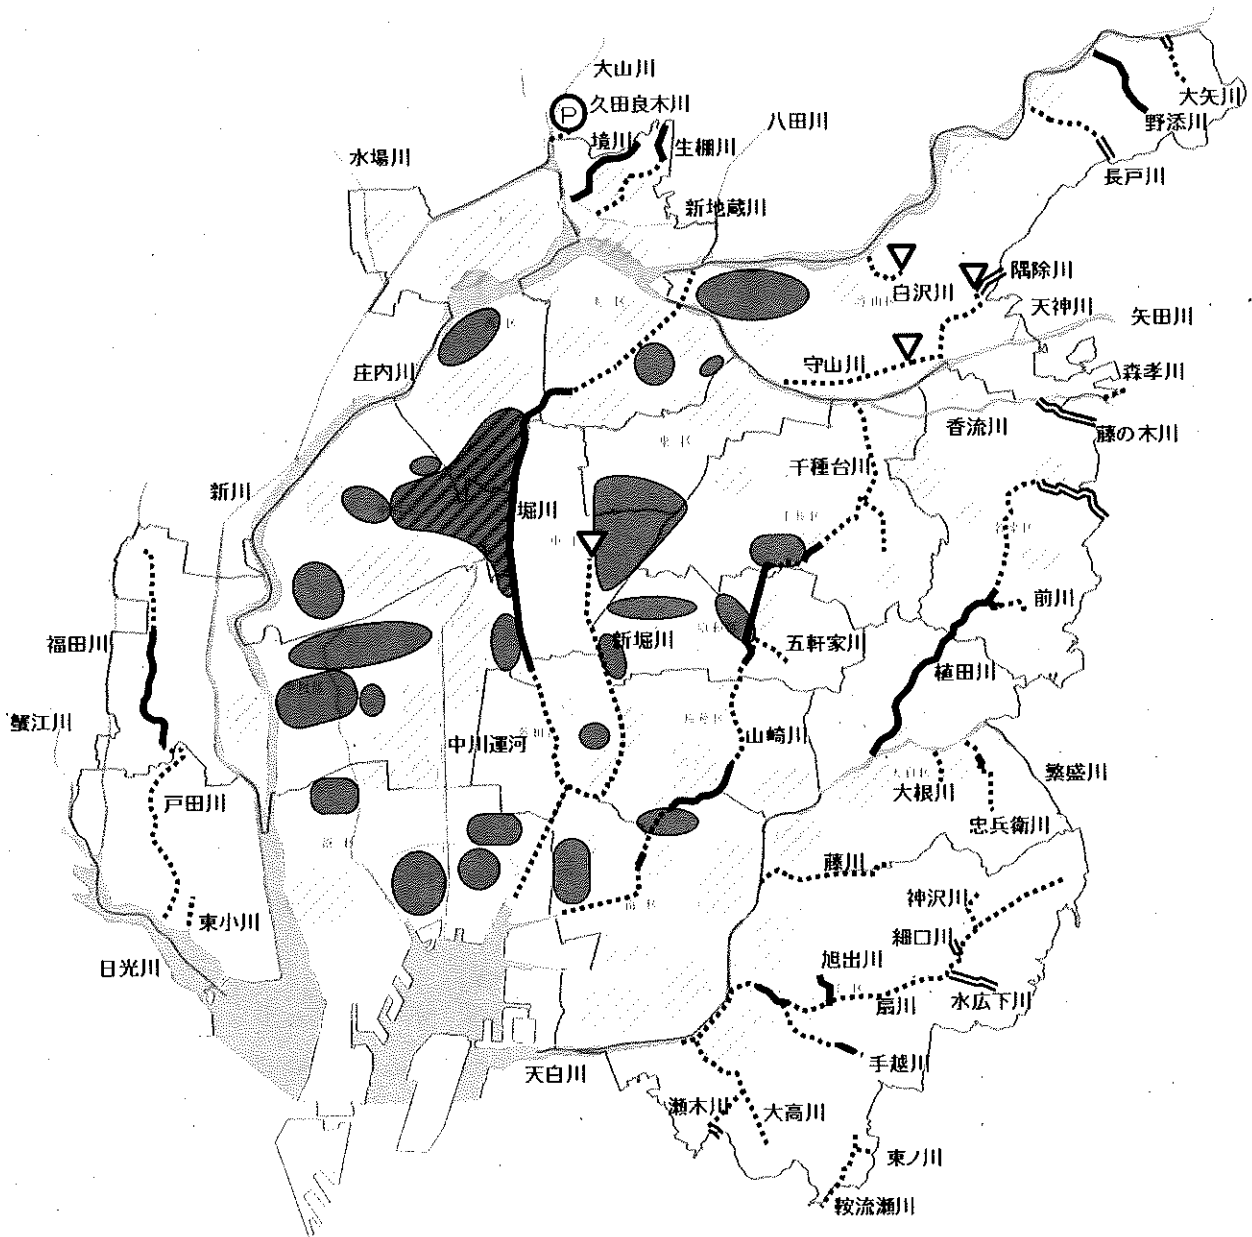 大山川
久田良木川
境川
生棚川
八田川
水場川
新地蔵川
大矢川
野添川
長戸川
隅除川
白沢川
天神川
矢田川
守山川
庄内川
森孝川
香流川
藤の木川
千種台川
新川
堀川
前川
福田川
新堀川
五軒家川
植田川
蟹江川
中川運河
山崎川
戸田川
大根川
繁盛川
忠兵衛川
藤川
神沢川
東小川
細口川
日光川
旭出川
扇川
水広下川
天白川
手越川
瀬木川
大高川
東ノ川
鞍流瀬川
P